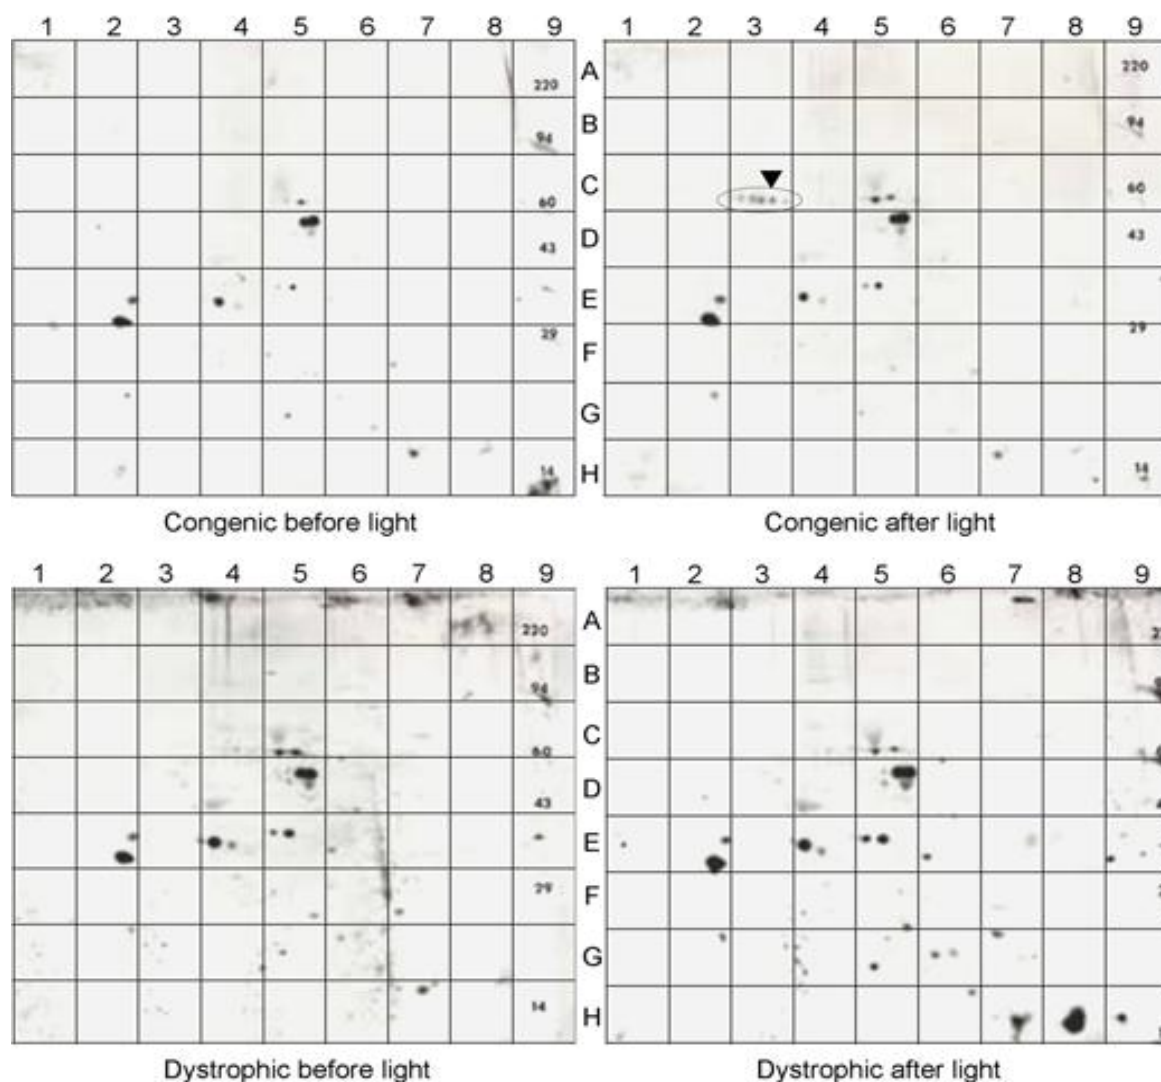 1 2 3 4 5 6 7 8 9 1 2 3 4 5 6 7 8 9
220 A 220
94 B 94
60 C 60
43 D 43
E
29 F 29
G
14 H 14
Congenic before light Congenic after light
1 2 3 4 5 6 7 8 9 1 2 3 4 5 6 7 8 9
220 A
94 B
60 C
43 D
E
29 F
G
14 H
Dystrophic before light Dystrophic after light